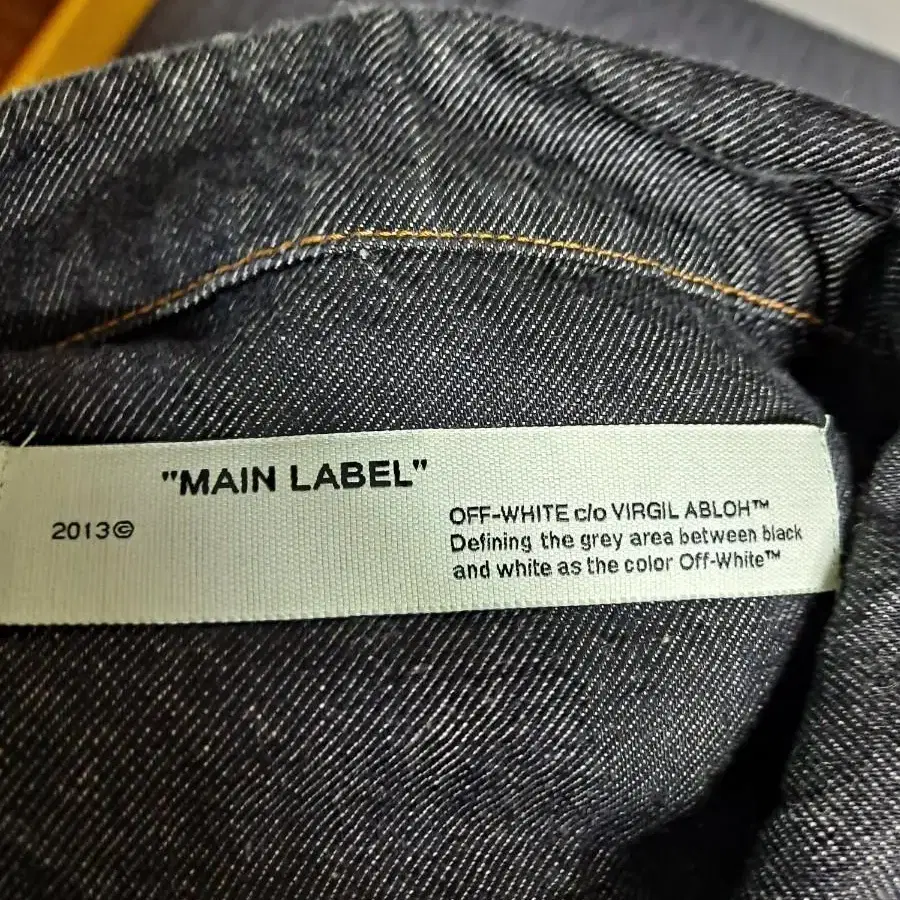 "MAIN LABEL"
2013©
OFF-WHITE c/o VIRGIL ABLOH™
Defining the grey area between black
and white as the color Off-White™